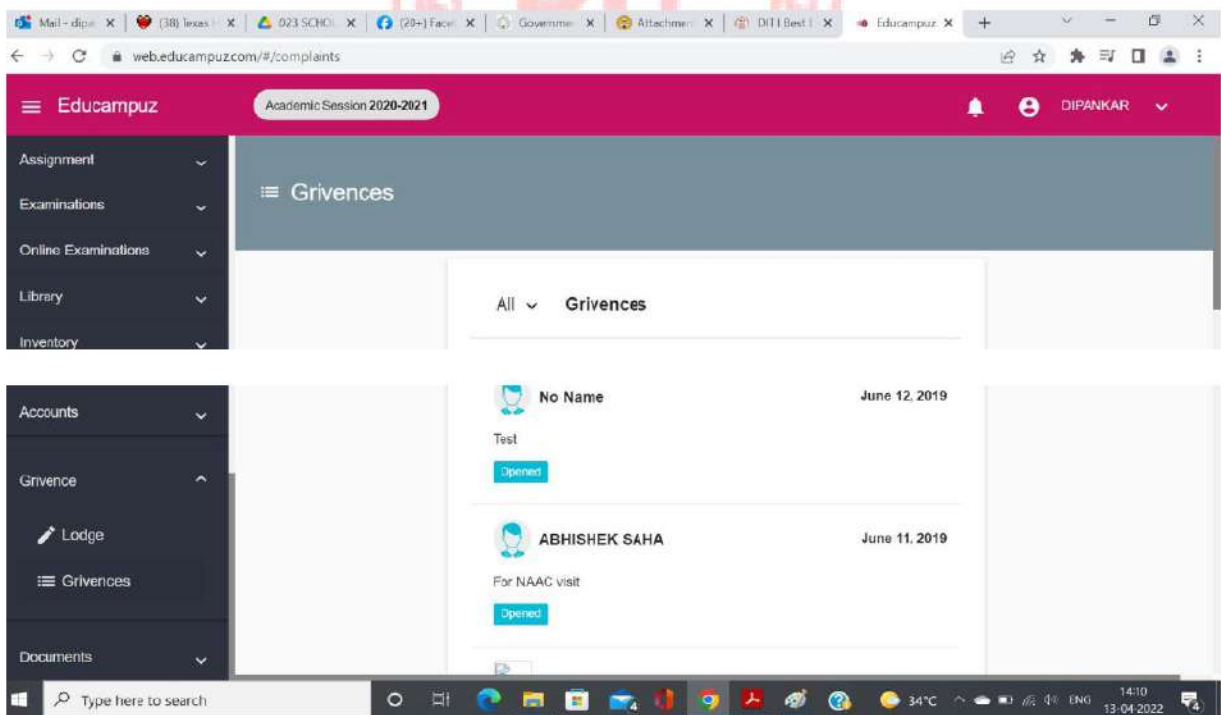 Mail - dipa
(38) Texas H
023 SCHOL
(20+) Face
Governme
Attachmen
DIT I Best I
Educampuz
web.educampuz.com/#/complaints
Educampuz
Academic Session 2020-2021
DIPANKAR
Assignment
Examinations
Online Examinations
Library
Inventory
Grivences
All Grivences
Accounts
Grivence
Lodge
Grivences
Documents
No Name June 12, 2019
Test
Opened
ABHISHEK SAHA June 11, 2019
For NAAC visit
Opened
Type here to search
34°C
ENG
14:10
13-04-2022